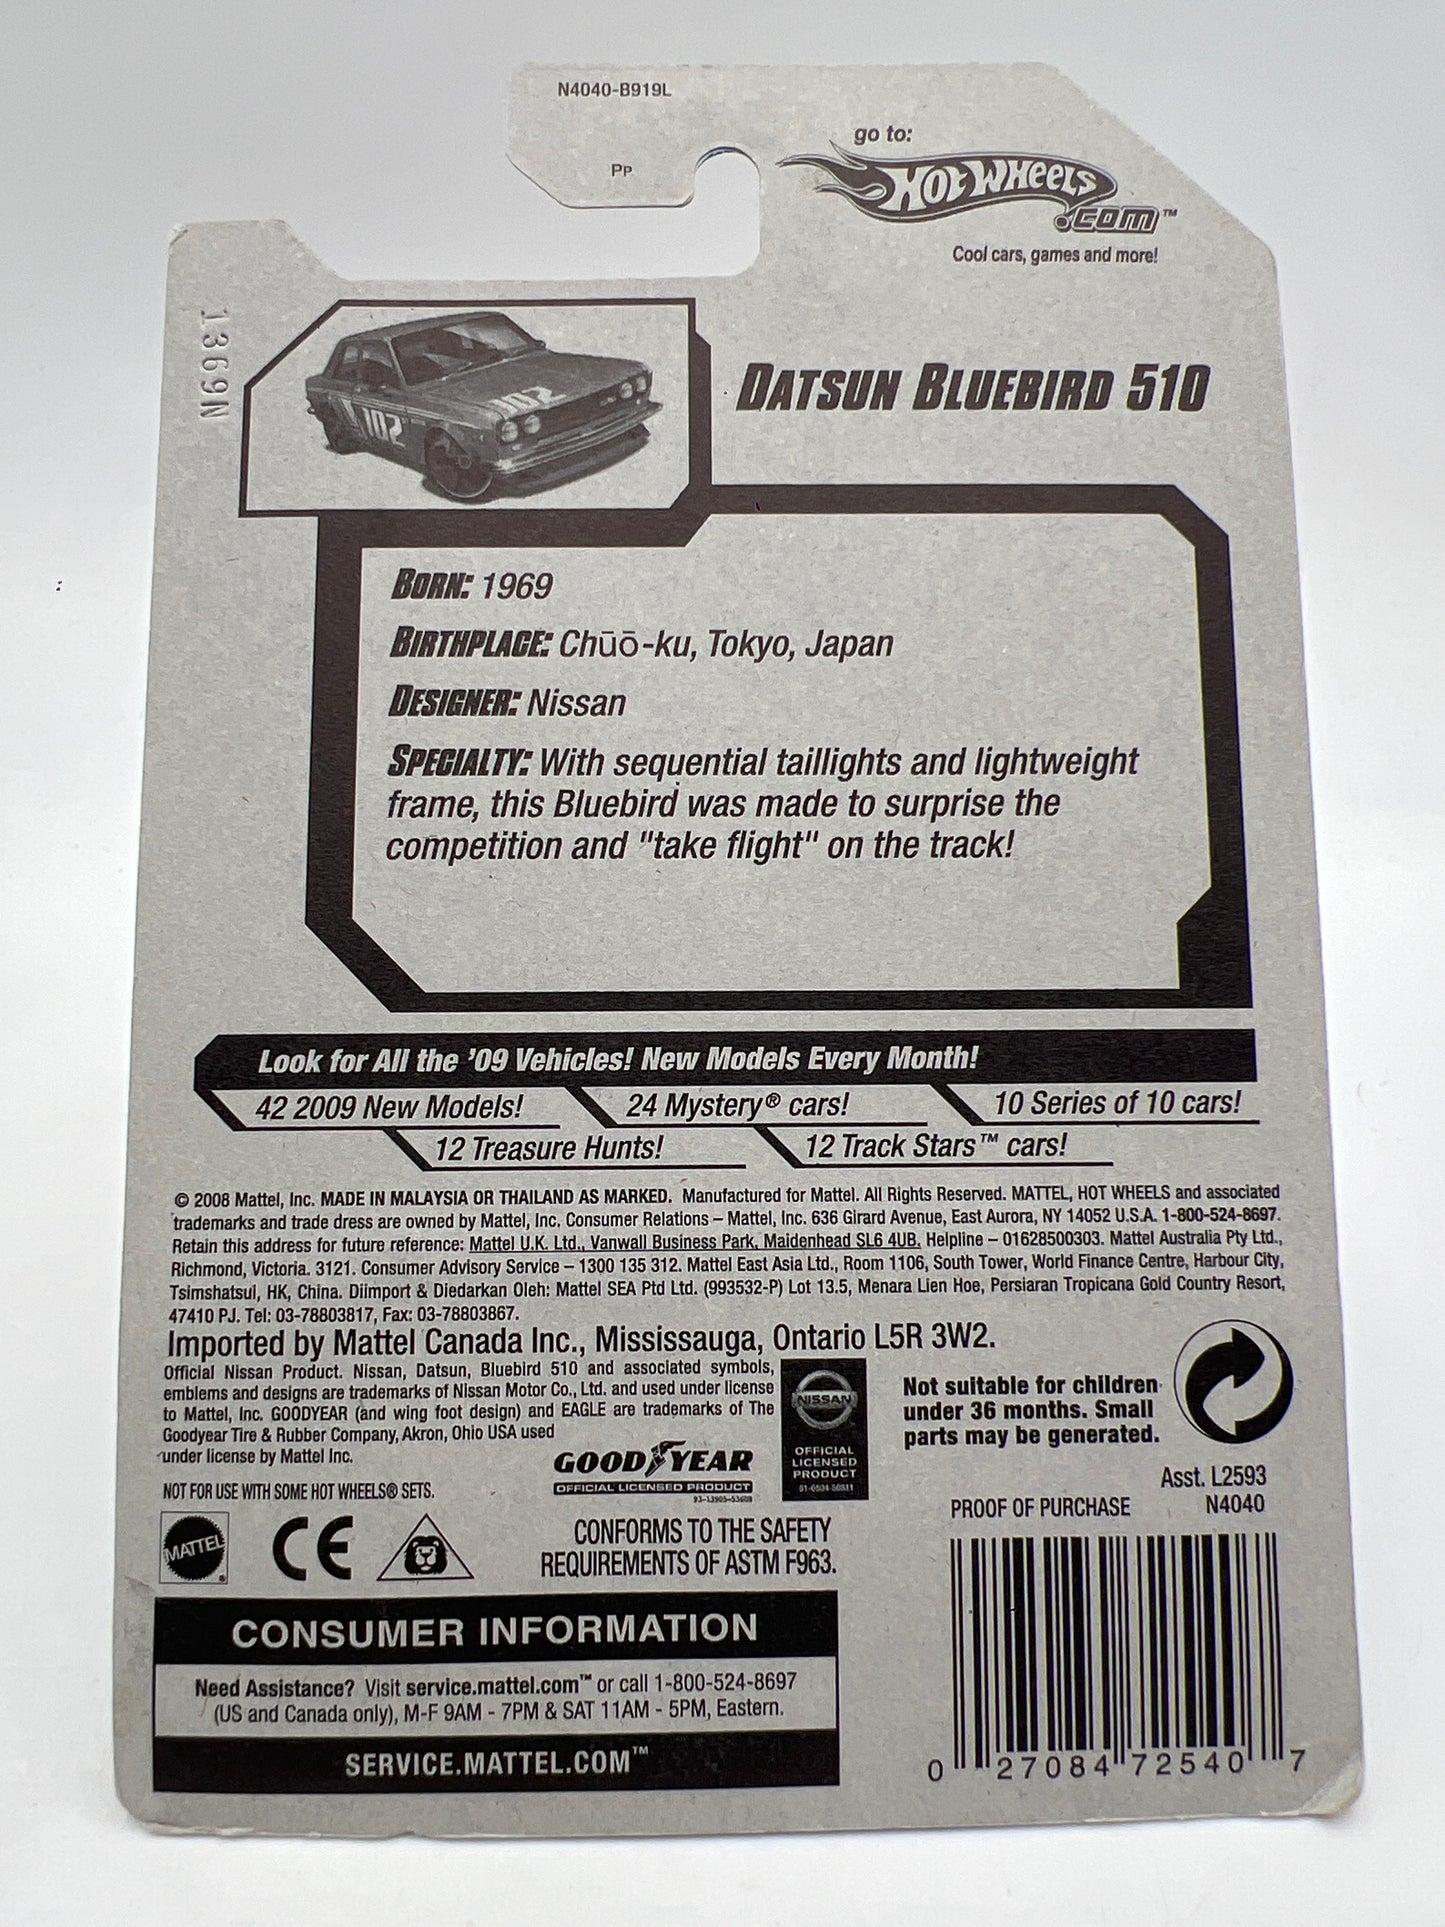 N4040-B919L
Pp
go to:
Hot Wheels
.com™
Cool cars, games and more!
1369N
102
102
DATSUN BLUEBIRD 510
BORN: 1969
BIRTHPLACE: Chūō-ku, Tokyo, Japan
DESIGNER: Nissan
SPECIALTY: With sequential taillights and lightweight
frame, this Bluebird was made to surprise the
competition and "take flight" on the track!
Look for All the '09 Vehicles! New Models Every Month!
42 2009 New Models! 24 Mystery® cars! 10 Series of 10 cars!
12 Treasure Hunts! 12 Track Stars™ cars!
© 2008 Mattel, Inc. MADE IN MALAYSIA OR THAILAND AS MARKED. Manufactured for Mattel. All Rights Reserved. MATTEL, HOT WHEELS and associated
trademarks and trade dress are owned by Mattel, Inc. Consumer Relations – Mattel, Inc. 636 Girard Avenue, East Aurora, NY 14052 U.S.A. 1-800-524-8697.
Retain this address for future reference: Mattel U.K. Ltd., Vanwall Business Park, Maidenhead SL6 4UB. Helpline – 01628500303. Mattel Australia Pty Ltd.,
Richmond, Victoria. 3121. Consumer Advisory Service – 1300 135 312. Mattel East Asia Ltd., Room 1106, South Tower, World Finance Centre, Harbour City,
Tsimshatsui, HK, China. Diimport & Diedarkan Oleh: Mattel SEA Ptd Ltd. (993532-P) Lot 13.5, Menara Lien Hoe, Persiaran Tropicana Gold Country Resort,
47410 PJ. Tel: 03-78803817, Fax: 03-78803867.
Imported by Mattel Canada Inc., Mississauga, Ontario L5R 3W2.
Official Nissan Product. Nissan, Datsun, Bluebird 510 and associated symbols,
emblems and designs are trademarks of Nissan Motor Co., Ltd. and used under license
to Mattel, Inc. GOODYEAR (and wing foot design) and EAGLE are trademarks of The
Goodyear Tire & Rubber Company, Akron, Ohio USA used
under license by Mattel Inc.
NOT FOR USE WITH SOME HOT WHEELS® SETS.
GOODYEAR
OFFICIAL LICENSED PRODUCT
NISSAN
OFFICIAL
LICENSED
PRODUCT
Not suitable for children
under 36 months. Small
parts may be generated.
Asst. L2593
PROOF OF PURCHASE N4040
MATTEL
CE
CONFORMS TO THE SAFETY
REQUIREMENTS OF ASTM F963.
CONSUMER INFORMATION
Need Assistance? Visit service.mattel.com™ or call 1-800-524-8697
(US and Canada only), M-F 9AM - 7PM & SAT 11AM - 5PM, Eastern.
SERVICE.MATTEL.COM™
0 27084 72540 7